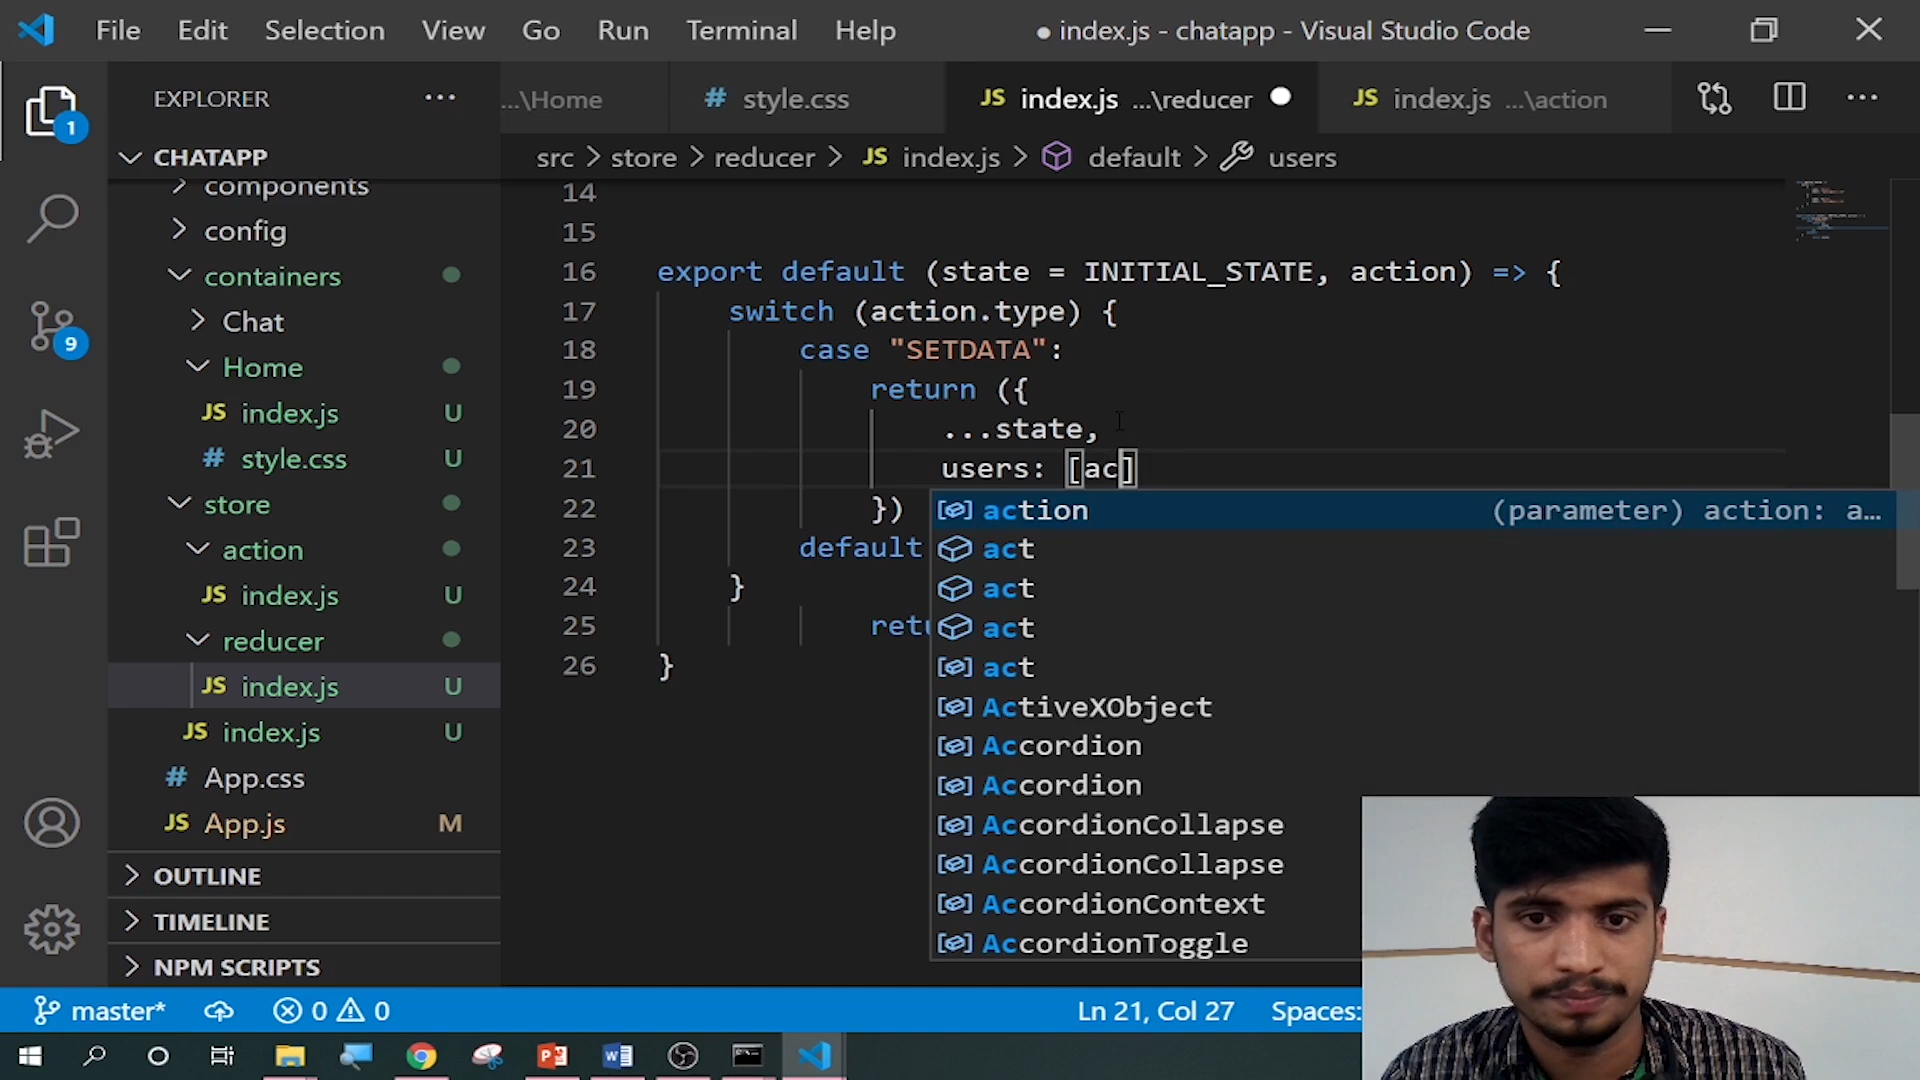 File Edit Selection View Go Run Terminal Help ● index.js - chatapp - Visual Studio Code
EXPLORER ...
...\Home # style.css JS index.js ...\reducer JS index.js ...\action
src > store > reducer > JS index.js > default > users
CHATAPP
components
config
containers
Chat
Home
JS index.js U
# style.css U
store
action
JS index.js U
reducer
JS index.js U
JS index.js U
# App.css
JS App.js M
OUTLINE
TIMELINE
NPM SCRIPTS
1
9
14
15
16 export default (state = INITIAL_STATE, action) => {
17 switch (action.type) {
18 case "SETDATA":
19 return ({
20 ...state,
21 users: [ac]
22 })
23 default
24 }
25 retu
26 }
action (parameter) action: a...
act
act
act
act
ActiveXObject
Accordion
Accordion
AccordionCollapse
AccordionCollapse
AccordionContext
AccordionToggle
master* 0 0 Ln 21, Col 27 Spaces: